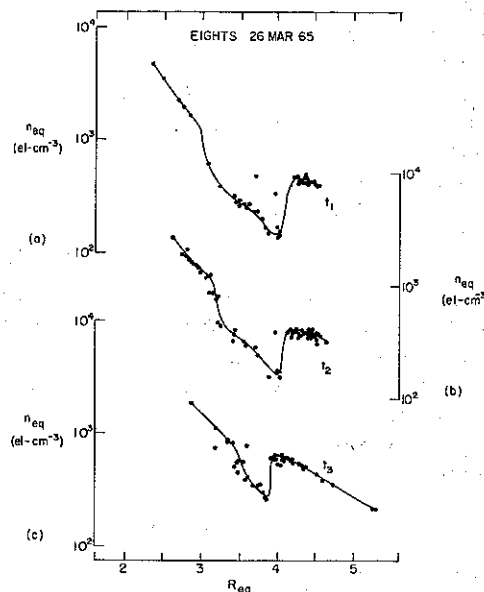 EIGHTS 26 MAR 65
10⁴
n_eq
(el-cm⁻³)
10³
10⁴
t₁
(a)
10²
n_eq
(el-cm⁻³)
10³
10⁴
t₂
10²
(b)
n_eq
(el-cm⁻³)
10³
t₃
(c)
10²
2 3 4 5
R_eq